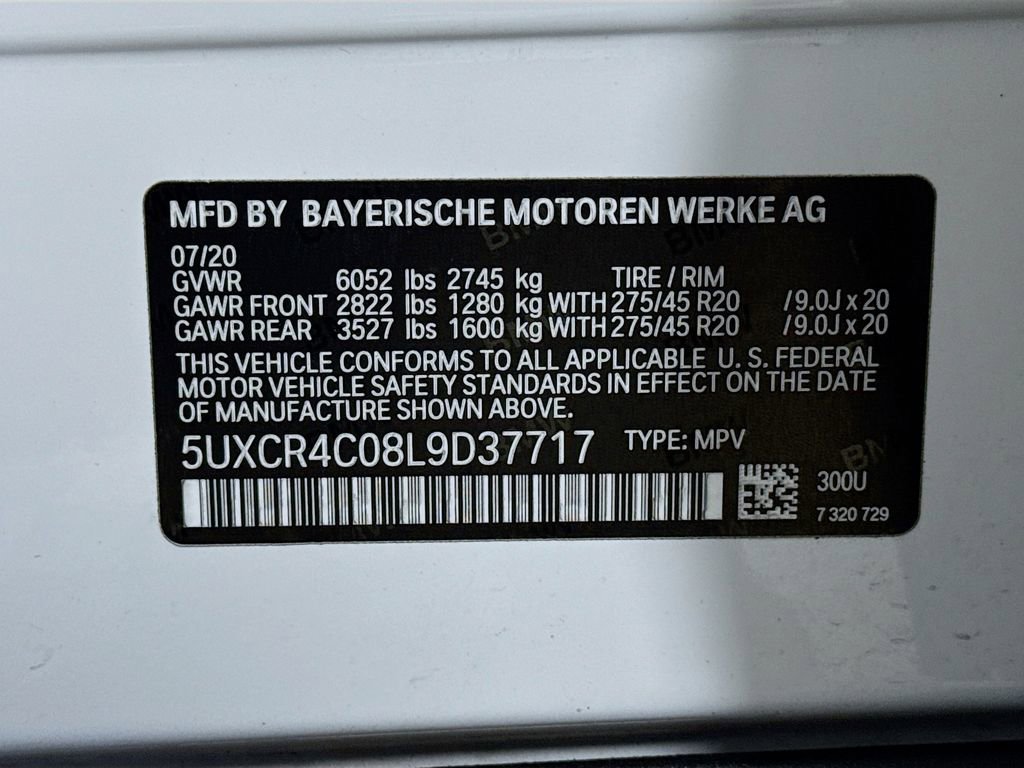 MFD BY BAYERISCHE MOTOREN WERKE AG
07/20
GVWR 6052 lbs 2745 kg TIRE / RIM
GAWR FRONT 2822 lbs 1280 kg WITH 275/45 R20 / 9.0J x 20
GAWR REAR 3527 lbs 1600 kg WITH 275/45 R20 / 9.0J x 20
THIS VEHICLE CONFORMS TO ALL APPLICABLE U. S. FEDERAL
MOTOR VEHICLE SAFETY STANDARDS IN EFFECT ON THE DATE
OF MANUFACTURE SHOWN ABOVE.
5UXCR4C08L9D37717 TYPE: MPV
300U
7 320 729